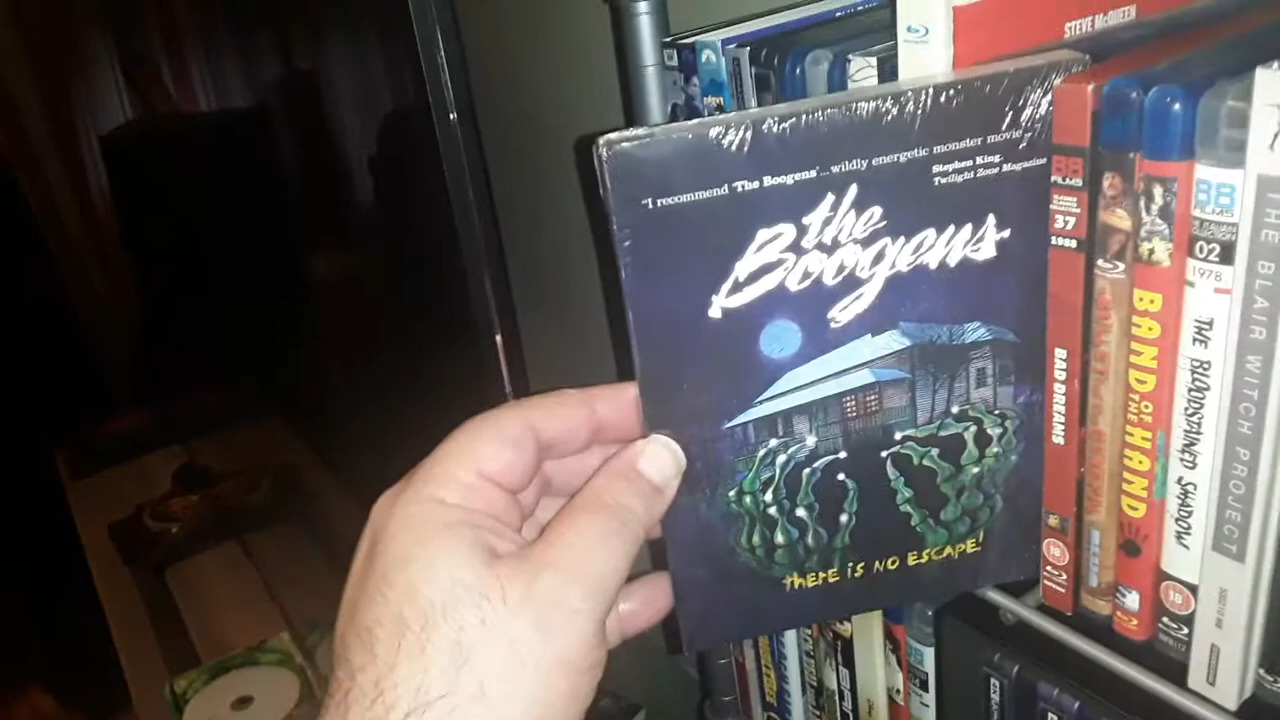 STEVE McQUEEN
"I recommend 'The Boogens'...wildly energetic monster movie."
Stephen King,
Twilight Zone Magazine
the
Boogens
THERE IS NO ESCAPE!
88
FILMS
37
1988
BAD DREAMS
18
BAND OF THE HAND
88
FILMS
02
1978
THE BLOODSTAINED SHADOW
18
THE BLAIR WITCH PROJECT